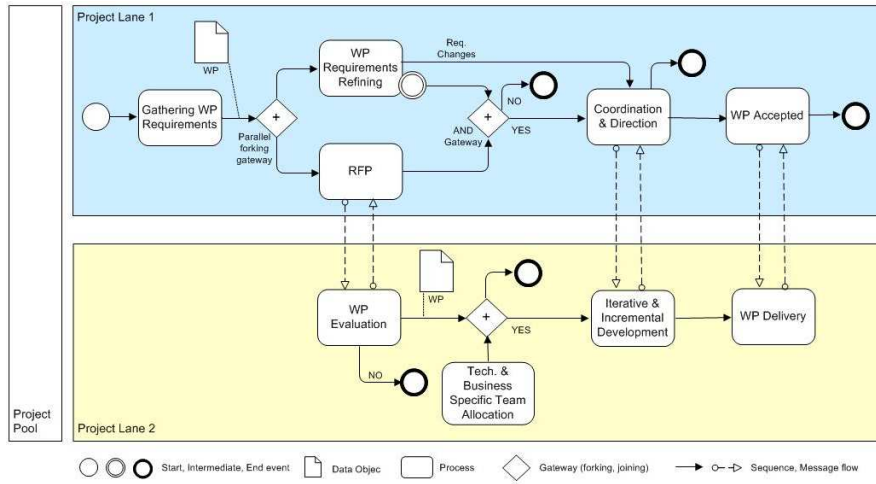 Project Lane 1
WP
Gathering WP
Requirements
Parallel
forking
gateway
+
WP
Requirements
Refining
Req.
Changes
RFP
+
AND
Gateway
NO
YES
Coordination
& Direction
WP Accepted
Project
Pool
WP
Evaluation
NO
WP
+
YES
Tech. &
Business
Specific Team
Allocation
Iterative &
Incremental
Development
WP Delivery
Project Lane 2
Start, Intermediate, End event
Data Objec
Process
Gateway (forking, joining)
Sequence, Message flow